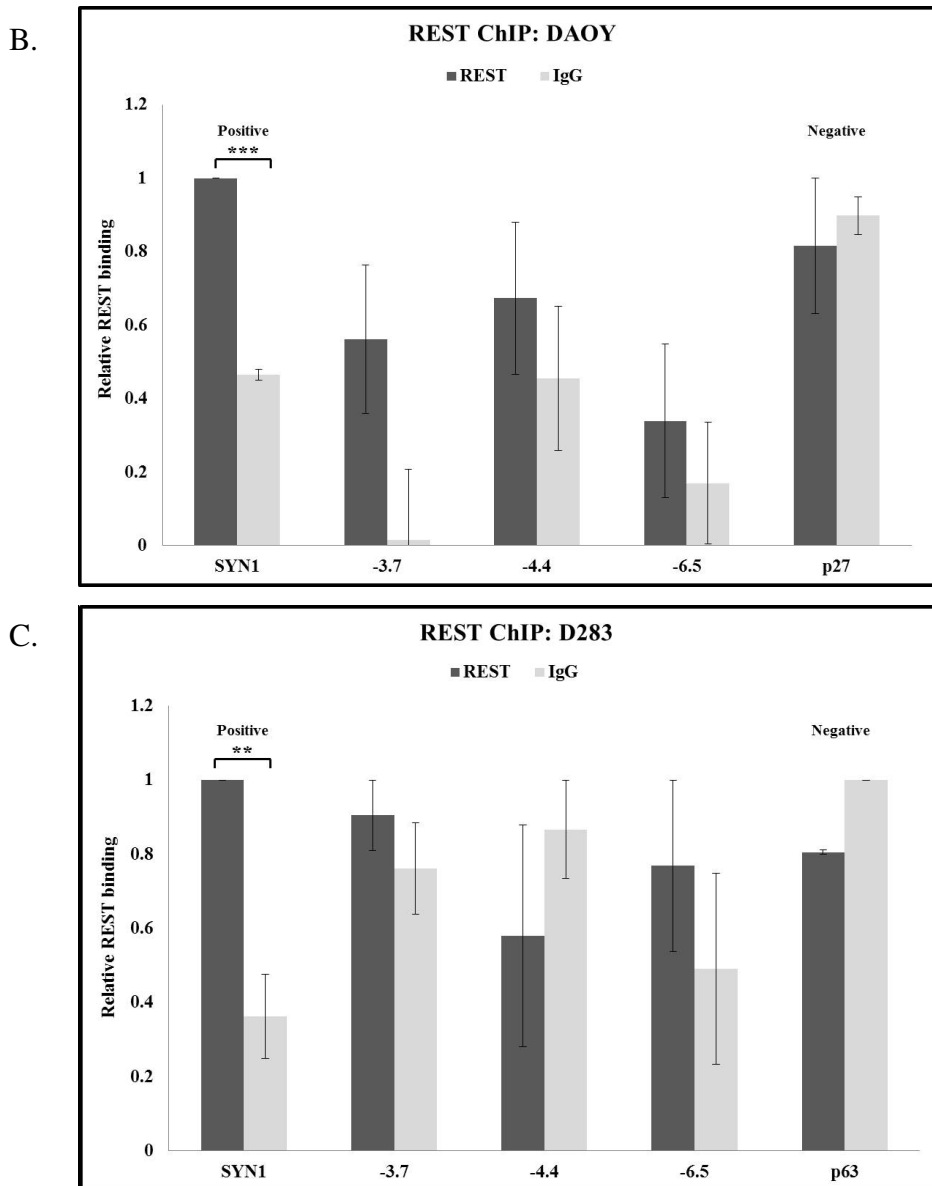 B.
REST ChIP: DAOY
REST IgG
1.2
Positive Negative
***
1
0.8
0.6
0.4
0.2
0
Relative REST binding
SYN1 -3.7 -4.4 -6.5 p27
C.
REST ChIP: D283
REST IgG
1.2
Positive Negative
**
1
0.8
0.6
0.4
0.2
0
Relative REST binding
SYN1 -3.7 -4.4 -6.5 p63